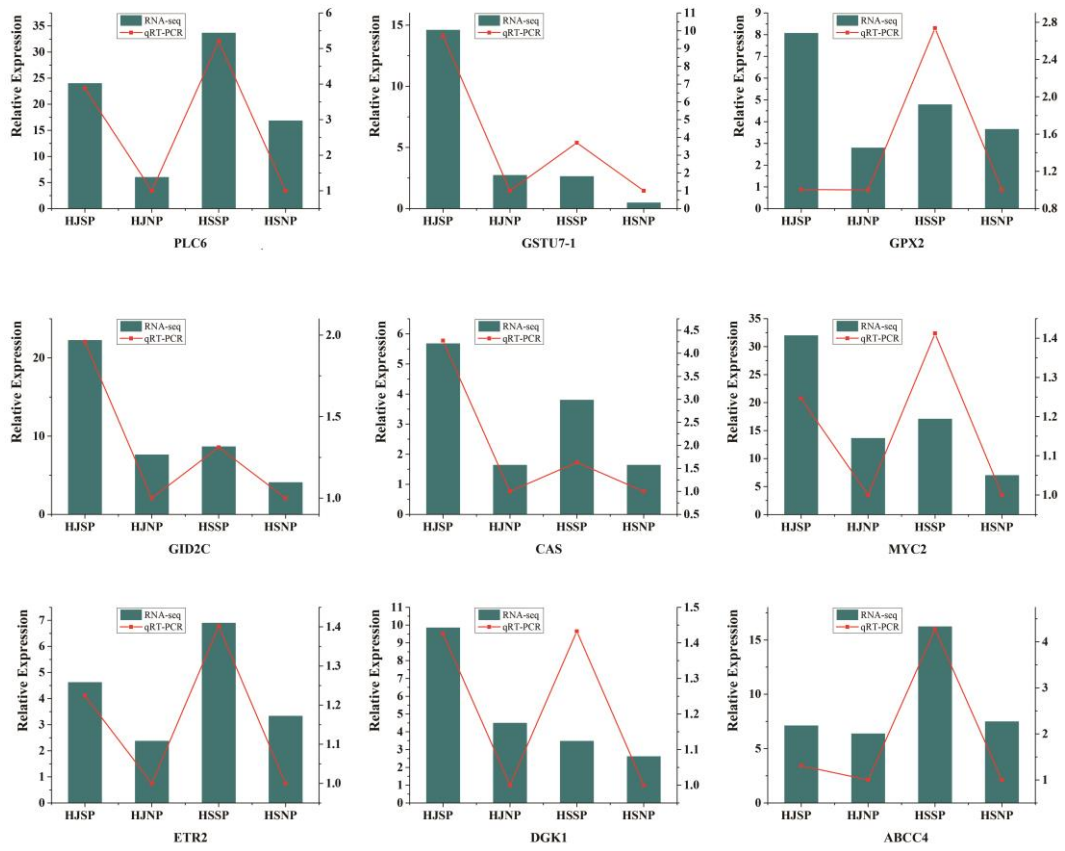 Relative Expression
35
30
25
20
15
10
5
0
RNA-seq
qRT-PCR
6
5
4
3
2
1
HJSP HJNP HSSP HSNP
PLC6
Relative Expression
15
10
5
0
RNA-seq
qRT-PCR
11
10
9
8
7
6
5
4
3
2
1
0
HJSP HJNP HSSP HSNP
GSTU7-1
Relative Expression
9
8
7
6
5
4
3
2
1
0
RNA-seq
qRT-PCR
2.8
2.4
2.0
1.6
1.2
0.8
HJSP HJNP HSSP HSNP
GPX2
Relative Expression
20
10
0
RNA-seq
qRT-PCR
2.0
1.5
1.0
HJSP HJNP HSSP HSNP
GID2C
Relative Expression
6
5
4
3
2
1
0
RNA-seq
qRT-PCR
4.5
4.0
3.5
3.0
2.5
2.0
1.5
1.0
0.5
HJSP HJNP HSSP HSNP
CAS
Relative Expression
35
30
25
20
15
10
5
0
RNA-seq
qRT-PCR
1.4
1.3
1.2
1.1
1.0
HJSP HJNP HSSP HSNP
MYC2
Relative Expression
7
6
5
4
3
2
1
0
RNA-seq
qRT-PCR
1.4
1.3
1.2
1.1
1.0
HJSP HJNP HSSP HSNP
ETR2
Relative Expression
11
10
9
8
7
6
5
4
3
2
1
0
RNA-seq
qRT-PCR
1.5
1.4
1.3
1.2
1.1
1.0
HJSP HJNP HSSP HSNP
DGK1
Relative Expression
15
10
5
0
RNA-seq
qRT-PCR
4
3
2
1
HJSP HJNP HSSP HSNP
ABCC4